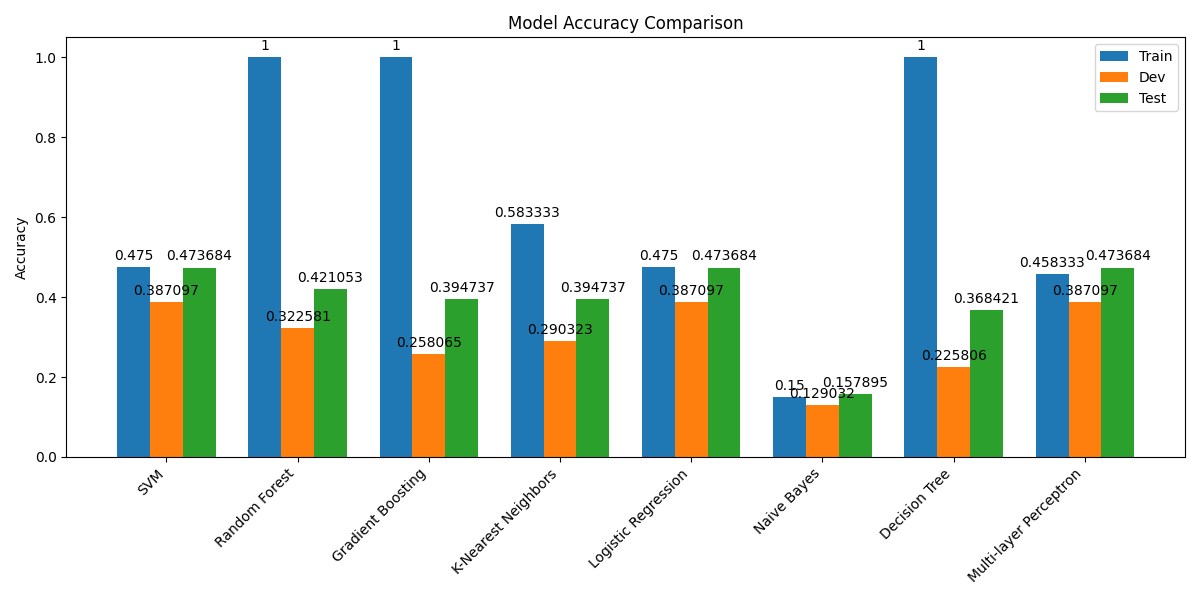 Model Accuracy Comparison
Accuracy
1.0
0.8
0.6
0.4
0.2
0.0
Train
Dev
Test
0.475
0.387097
0.473684
1
0.322581
0.421053
1
0.258065
0.394737
0.583333
0.290323
0.394737
0.475
0.387097
0.473684
0.15
0.129032
0.157895
1
0.225806
0.368421
0.458333
0.387097
0.473684
SVM
Random Forest
Gradient Boosting
K-Nearest Neighbors
Logistic Regression
Naive Bayes
Decision Tree
Multi-layer Perceptron